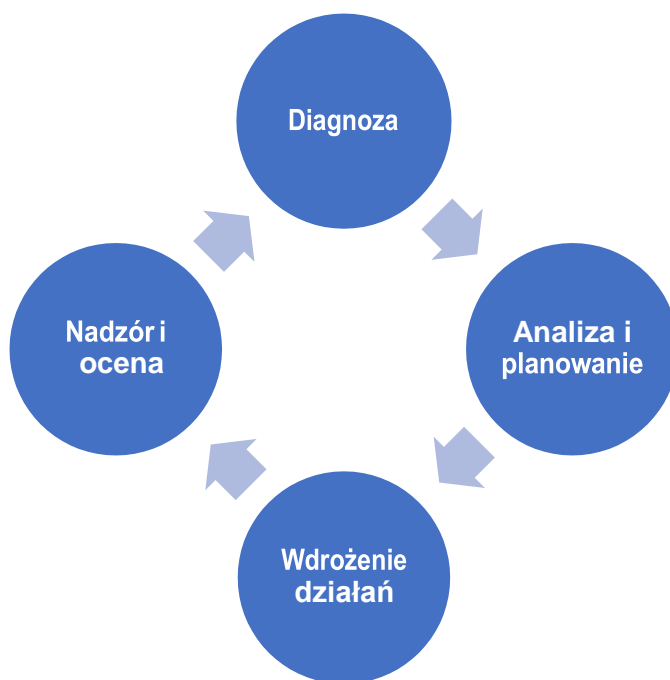 Diagnoza
Analiza i
planowanie
Wdrożenie
działań
Nadzór i
ocena